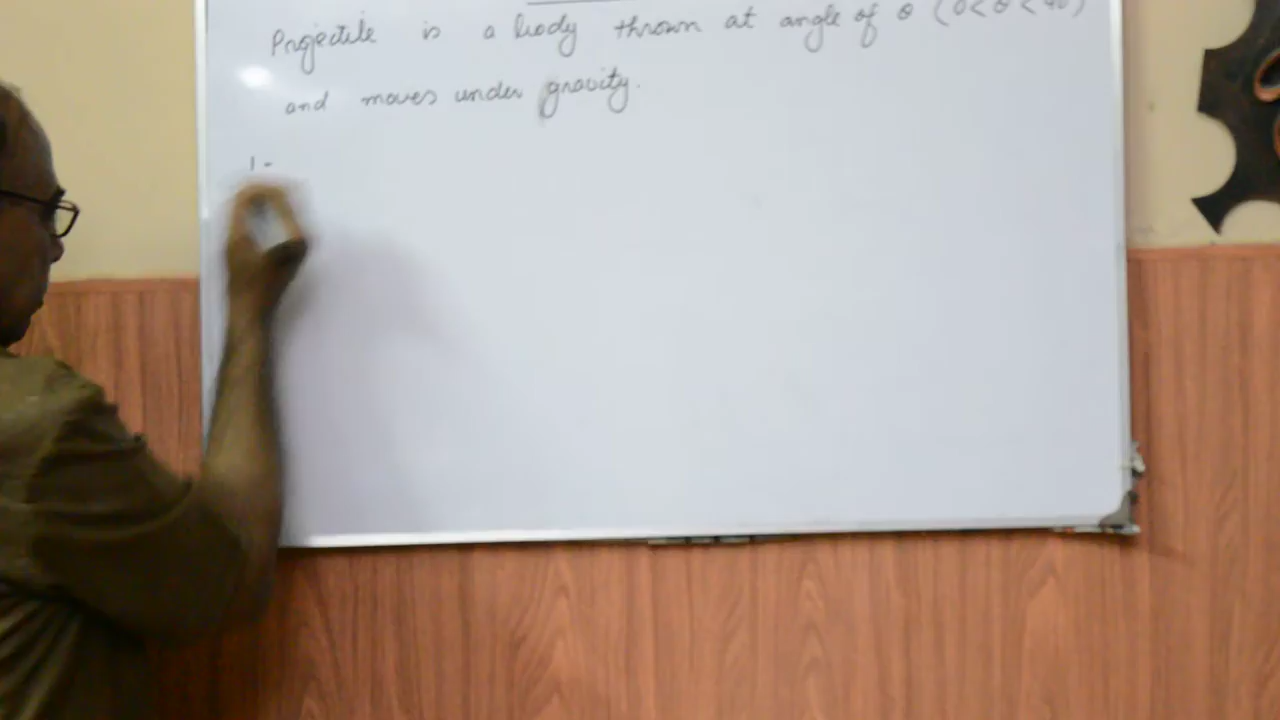 Projectile is a body thrown at angle of θ (0 < θ < 90)
and moves under gravity.
1-